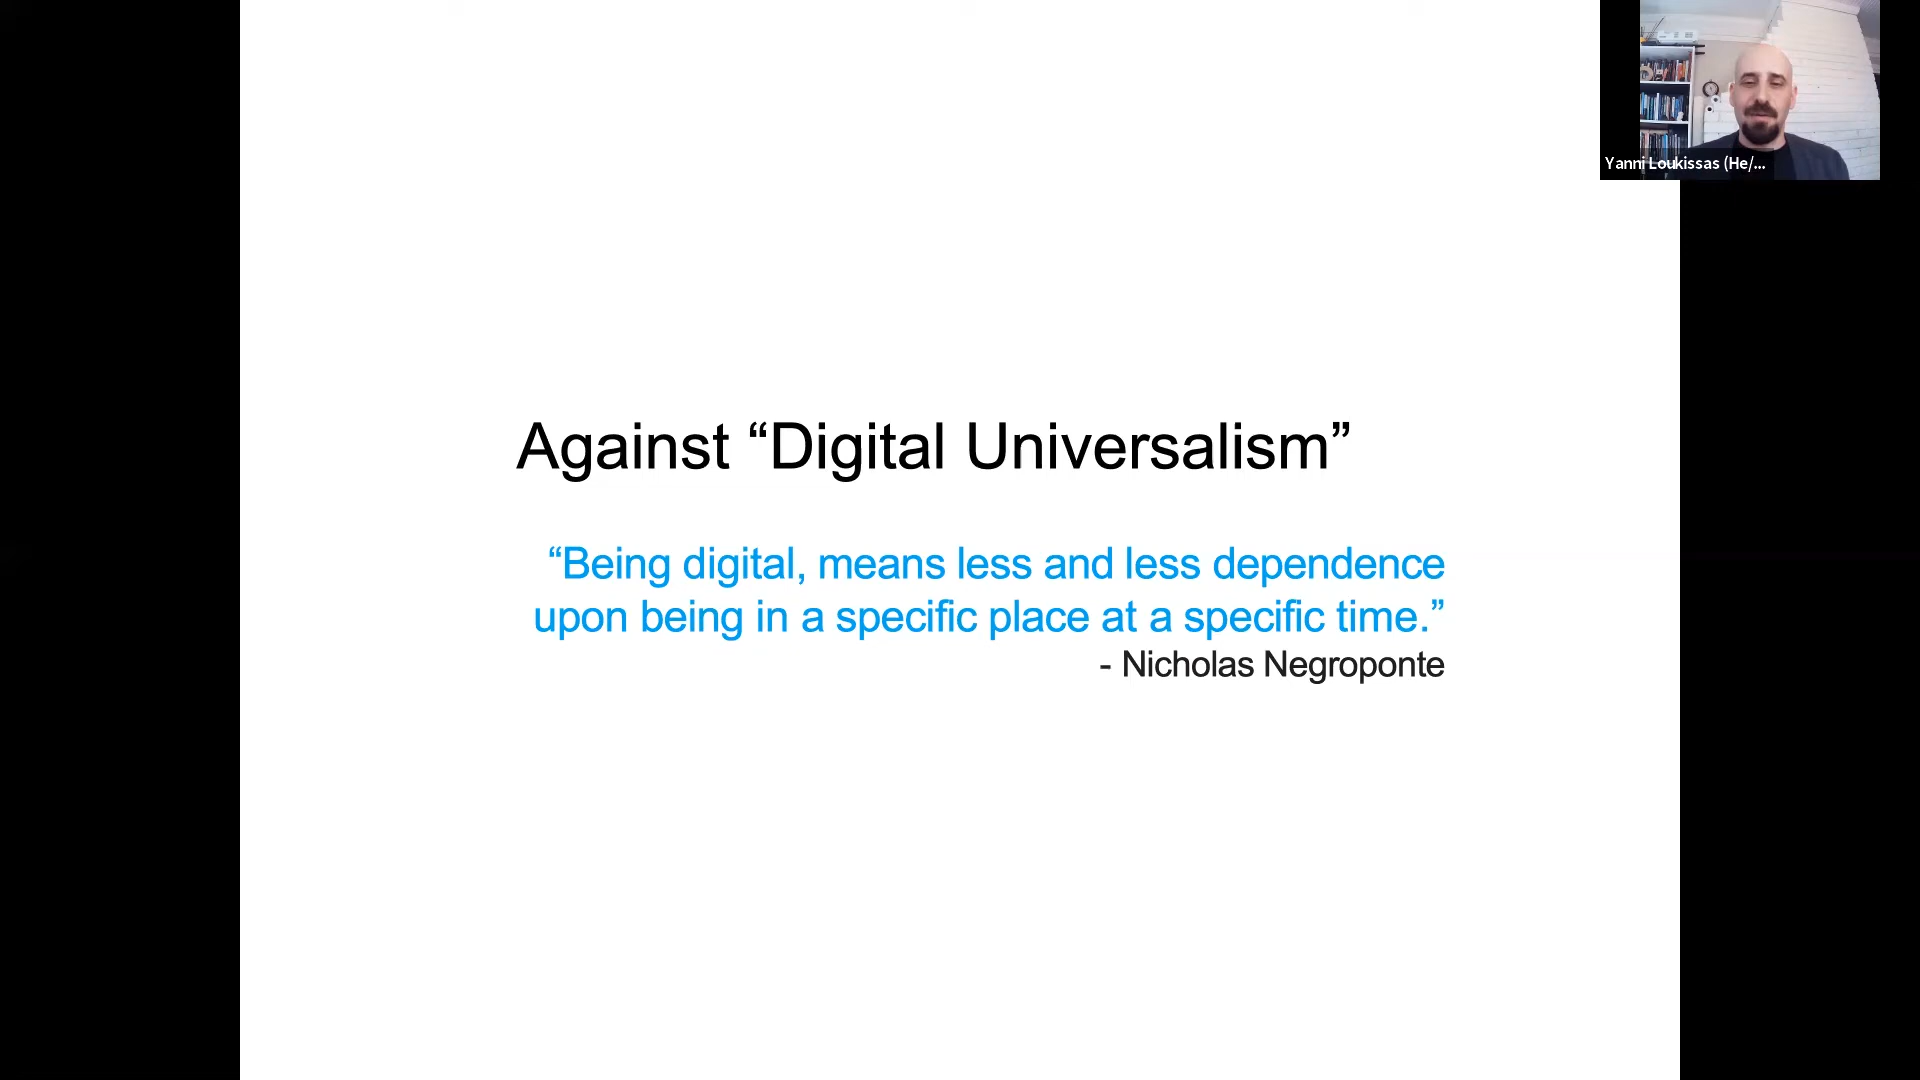 Yanni Loukissas (He/...
Against “Digital Universalism”
“Being digital, means less and less dependence
upon being in a specific place at a specific time.”
- Nicholas Negroponte